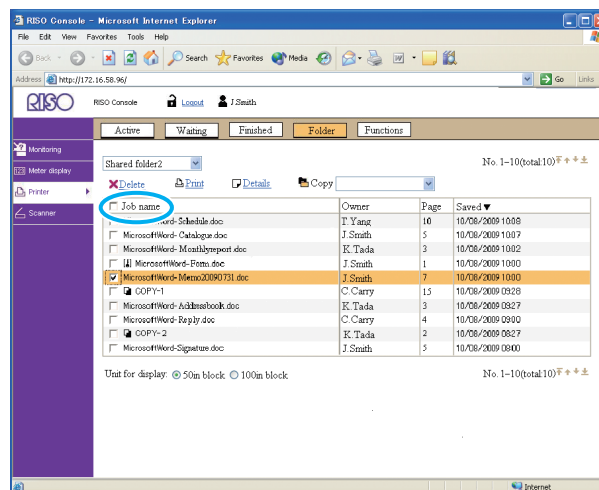 RISO Console - Microsoft Internet Explorer
File Edit View Favorites Tools Help
Back Search Favorites Media
Address http://172.16.58.96/ Go Links
RISO RISO Console Logout J.Smith
Active Waiting Finished Folder Functions
Monitoring
Meter display
Printer
Scanner
Shared folder2 No. 1-10(total:10)
Delete Print Details Copy
Job name Owner Page Saved▼
Word-Schedule.doc T.Yang 10 10/08/2009 10:08
MicrosoftWord-Catalogue.doc J.Smith 5 10/08/2009 10:07
MicrosoftWord-Monthlyreport.doc K.Tada 3 10/08/2009 10:02
MicrosoftWord-Form.doc J.Smith 1 10/08/2009 10:00
MicrosoftWord-Memo20090731.doc J.Smith 7 10/08/2009 10:00
COPY-1 C.Carry 15 10/08/2009 09:28
MicrosoftWord-Addressbook.doc K.Tada 3 10/08/2009 09:27
MicrosoftWord-Reply.doc C.Carry 4 10/08/2009 09:00
COPY-2 K.Tada 2 10/08/2009 08:27
MicrosoftWord-Signature.doc J.Smith 5 10/08/2009 08:00
Unit for display: 50in block 100in block No. 1-10(total:10)
Internet